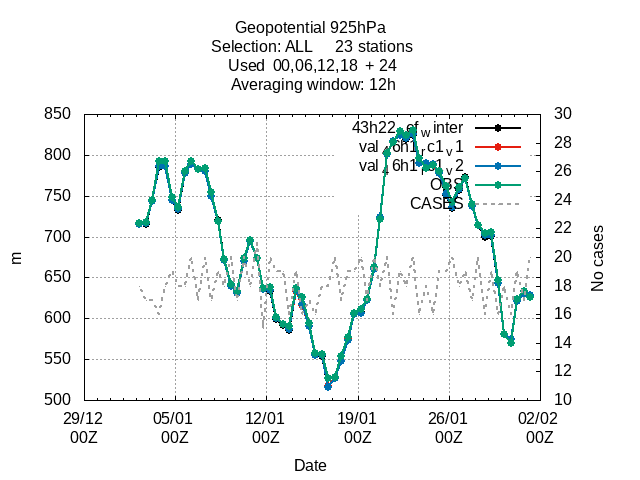 Geopotential 925hPa
Selection: ALL 23 stations
Used 00,06,12,18 + 24
Averaging window: 12h
850
800
750
700
650
600
550
500
m
30
28
26
24
22
20
18
16
14
12
10
No cases
val_46h1_rc1_v1
val_46h1_rc1_v2
OBS
CASES
29/12 05/01 12/01 19/01 26/01 02/02
00Z 00Z 00Z 00Z 00Z 00Z
Date